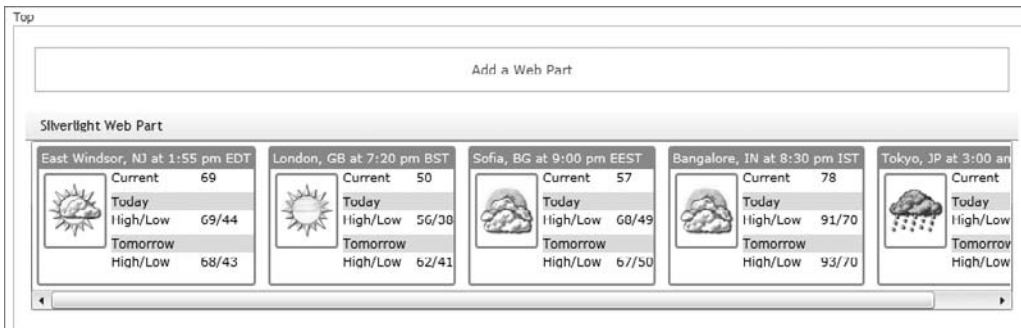 Top
Add a Web Part
Silverlight Web Part
East Windsor, NJ at 1:55 pm EDT
Current 69
Today
High/Low 69/44
Tomorrow
High/Low 68/43
London, GB at 7:20 pm BST
Current 50
Today
High/Low 56/38
Tomorrow
High/Low 62/41
Sofia, BG at 9:00 pm EEST
Current 57
Today
High/Low 68/49
Tomorrow
High/Low 67/50
Bangalore, IN at 8:30 pm IST
Current 78
Today
High/Low 91/70
Tomorrow
High/Low 93/70
Tokyo, JP at 3:00 am
Current
Today
High/Low
Tomorrow
High/Low